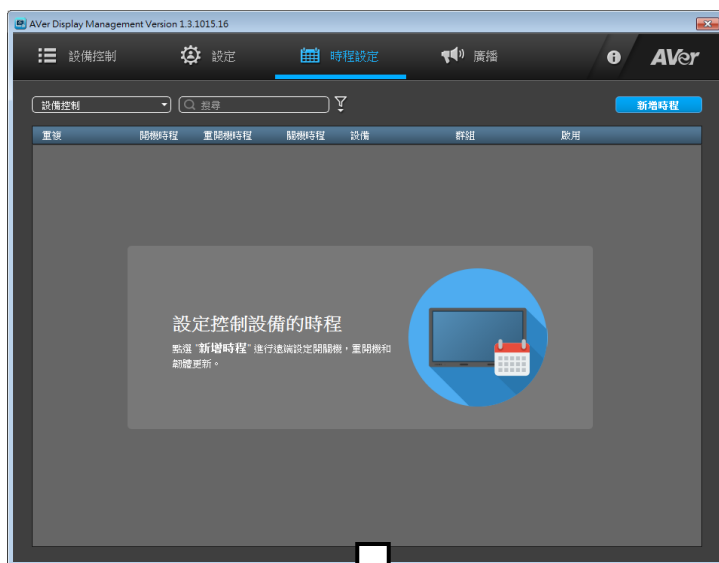 AVer Display Management Version 1.3.1015.16
設備控制 設定 時程設定 廣播 AVer
設備控制 搜尋 新增時程
重複 開機時程 重開機時程 關機時程 設備 群組 啟用
設定控制設備的時程
點選 "新增時程" 進行遠端設定開關機，重開機和
韌體更新。